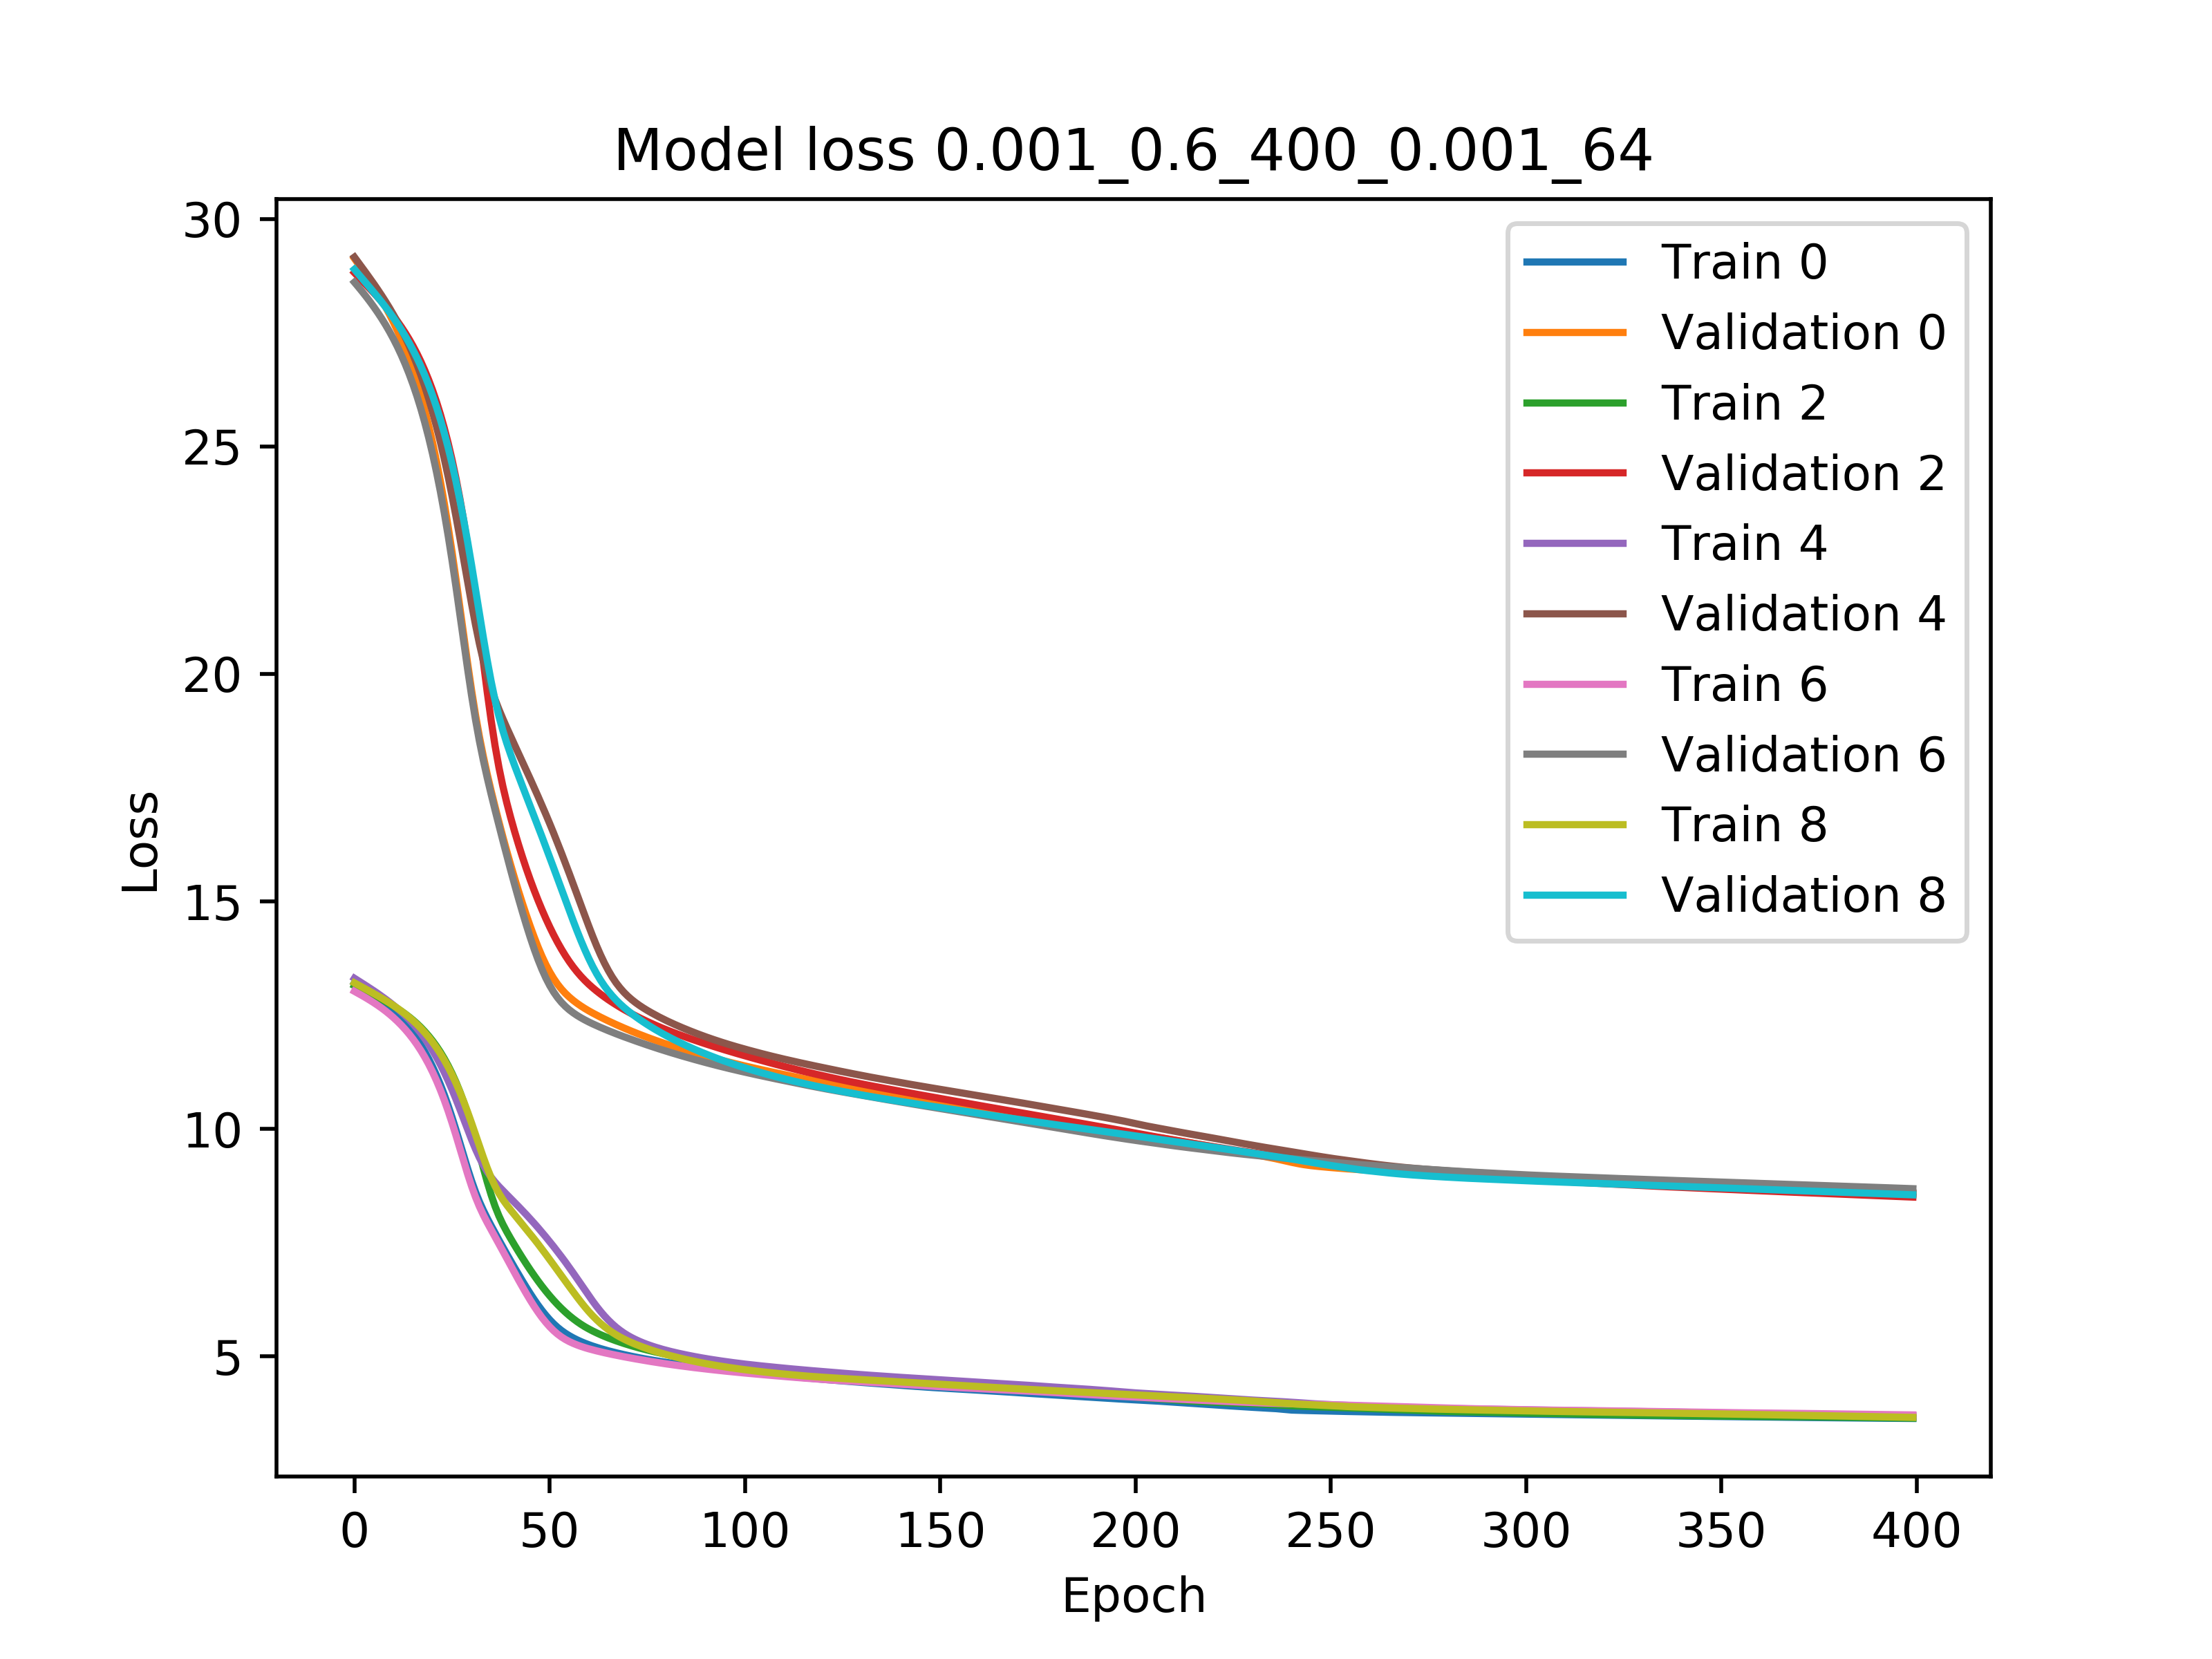 Model loss 0.001_0.6_400_0.001_64
30
25
20
15
10
5
Loss
Train 0
Validation 0
Train 2
Validation 2
Train 4
Validation 4
Train 6
Validation 6
Train 8
Validation 8
0 50 100 150 200 250 300 350 400
Epoch